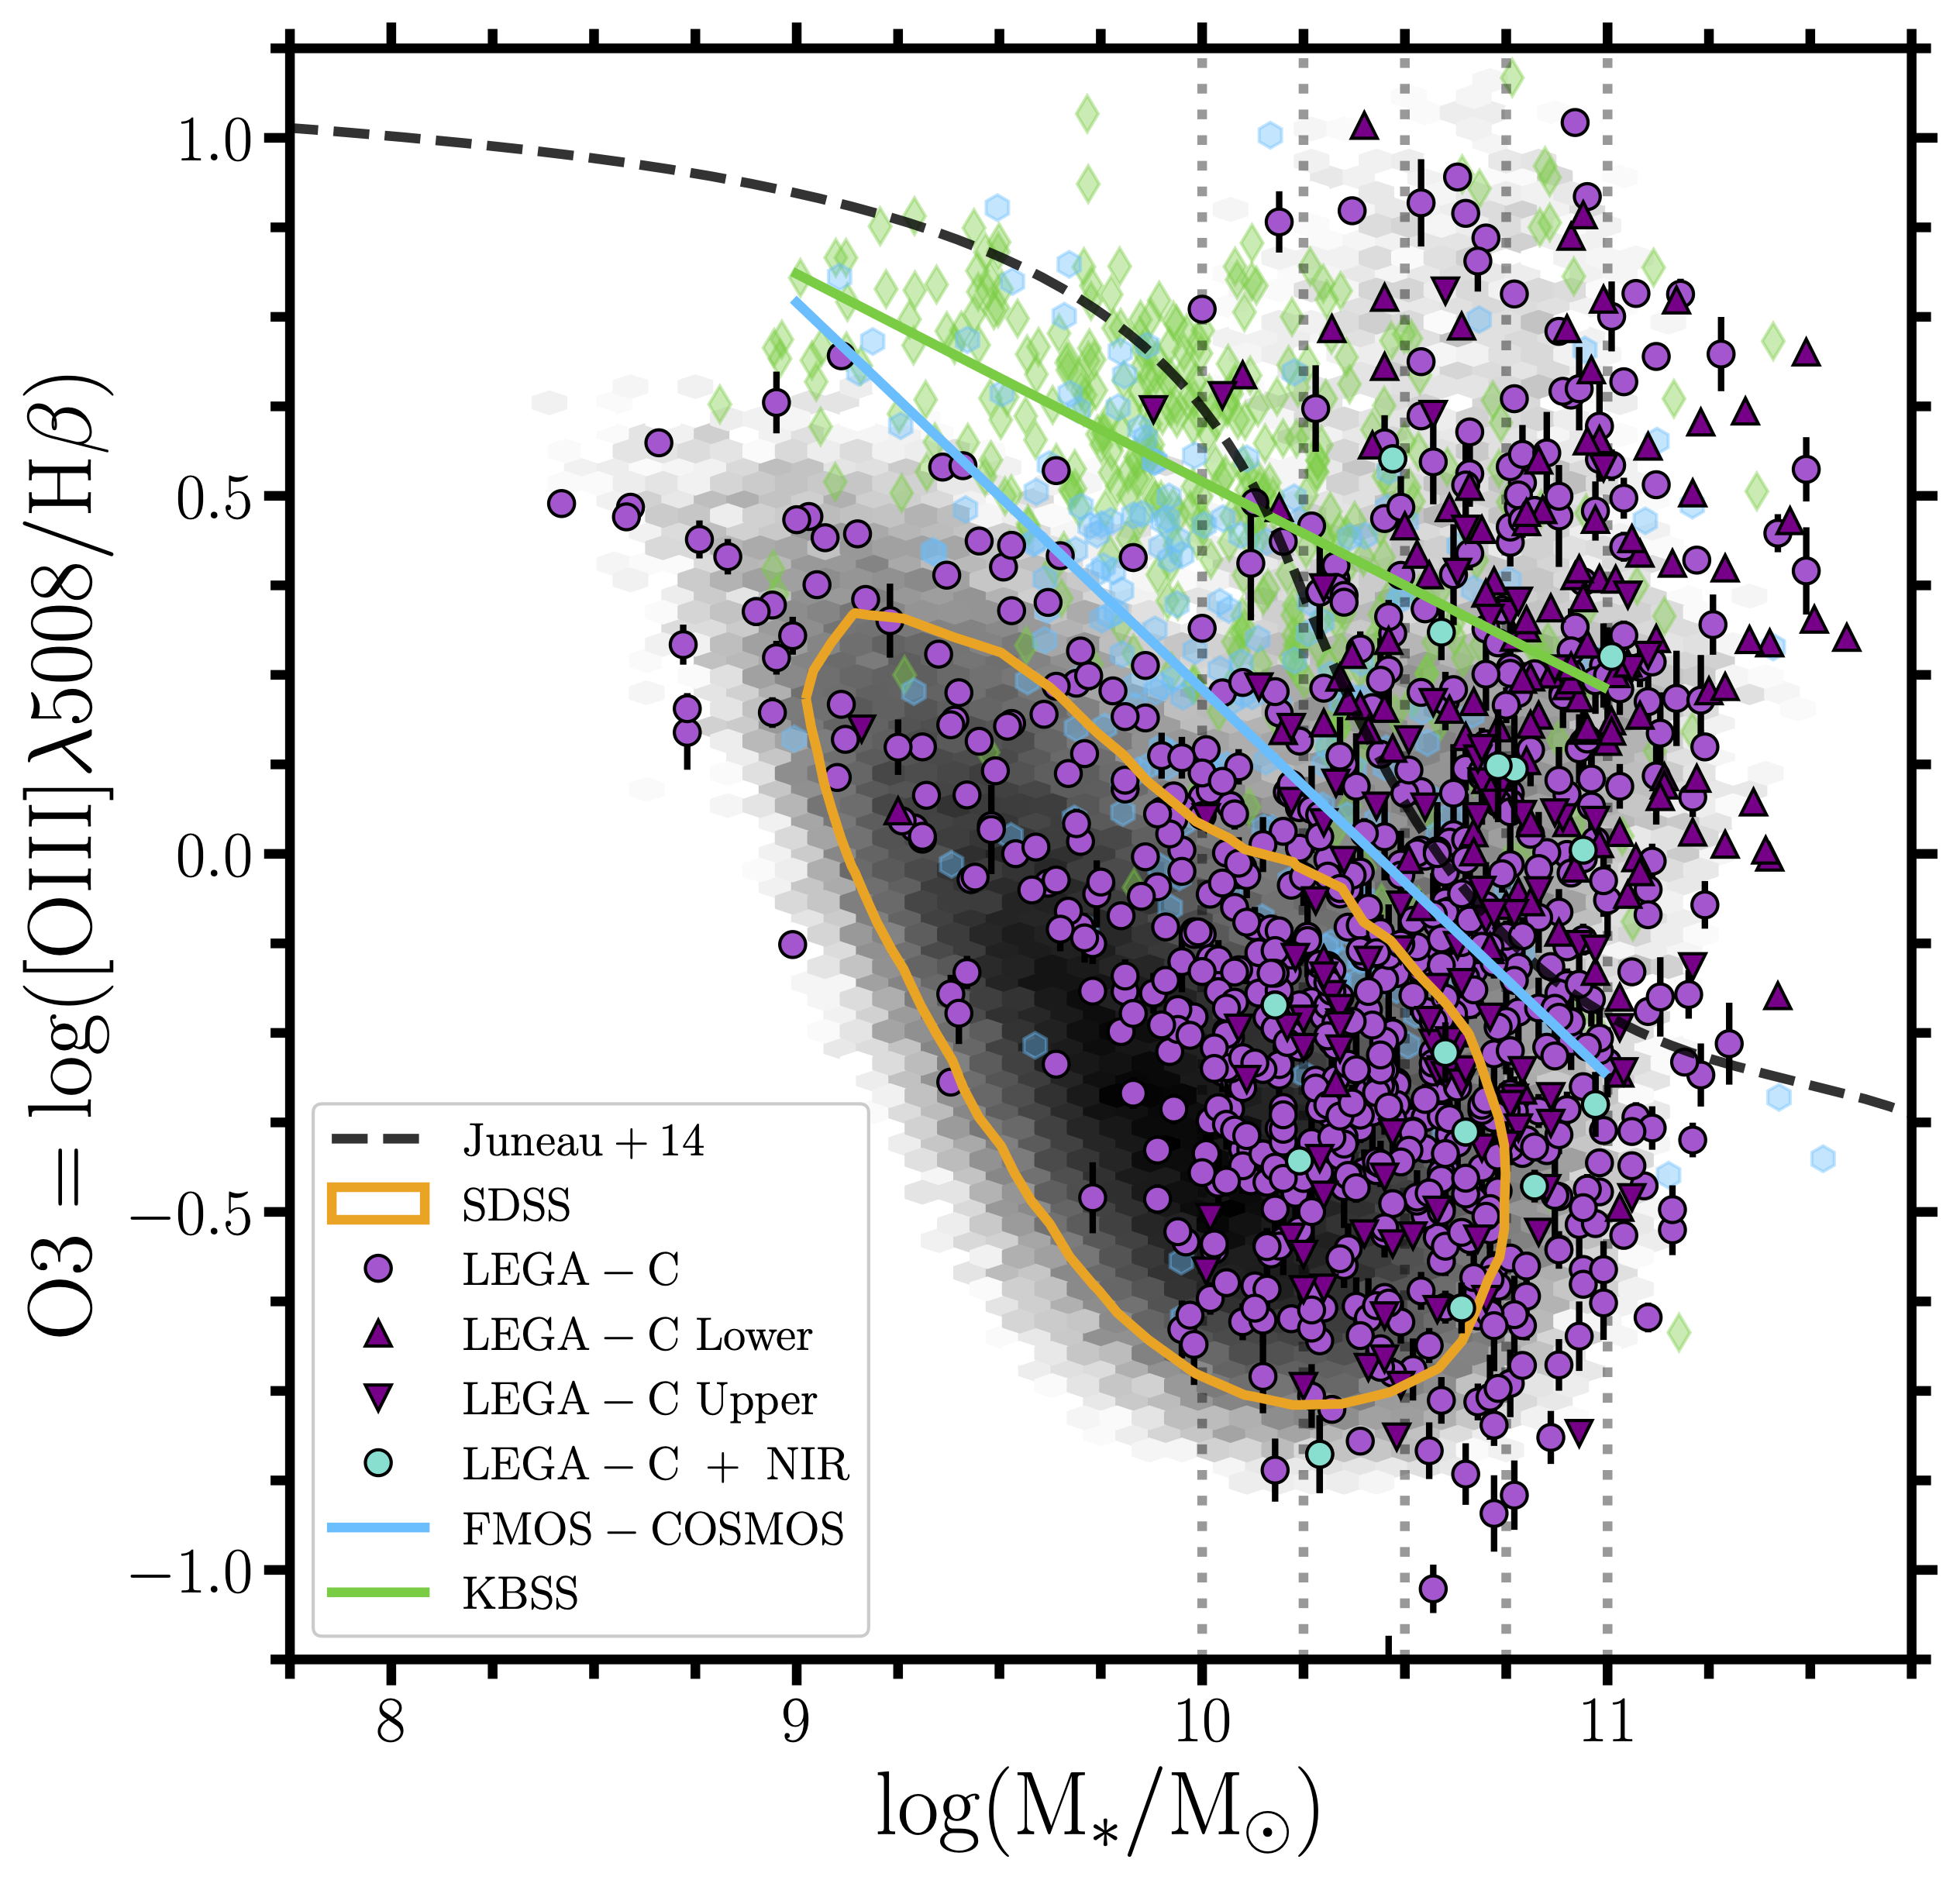 O3 = log([OIII]λ5008/Hβ)
1.0
0.5
0.0
−0.5
−1.0
Juneau + 14
SDSS
LEGA − C
LEGA − C Lower
LEGA − C Upper
LEGA − C + NIR
FMOS − COSMOS
KBSS
8 9 10 11
log(M*/M⊙)